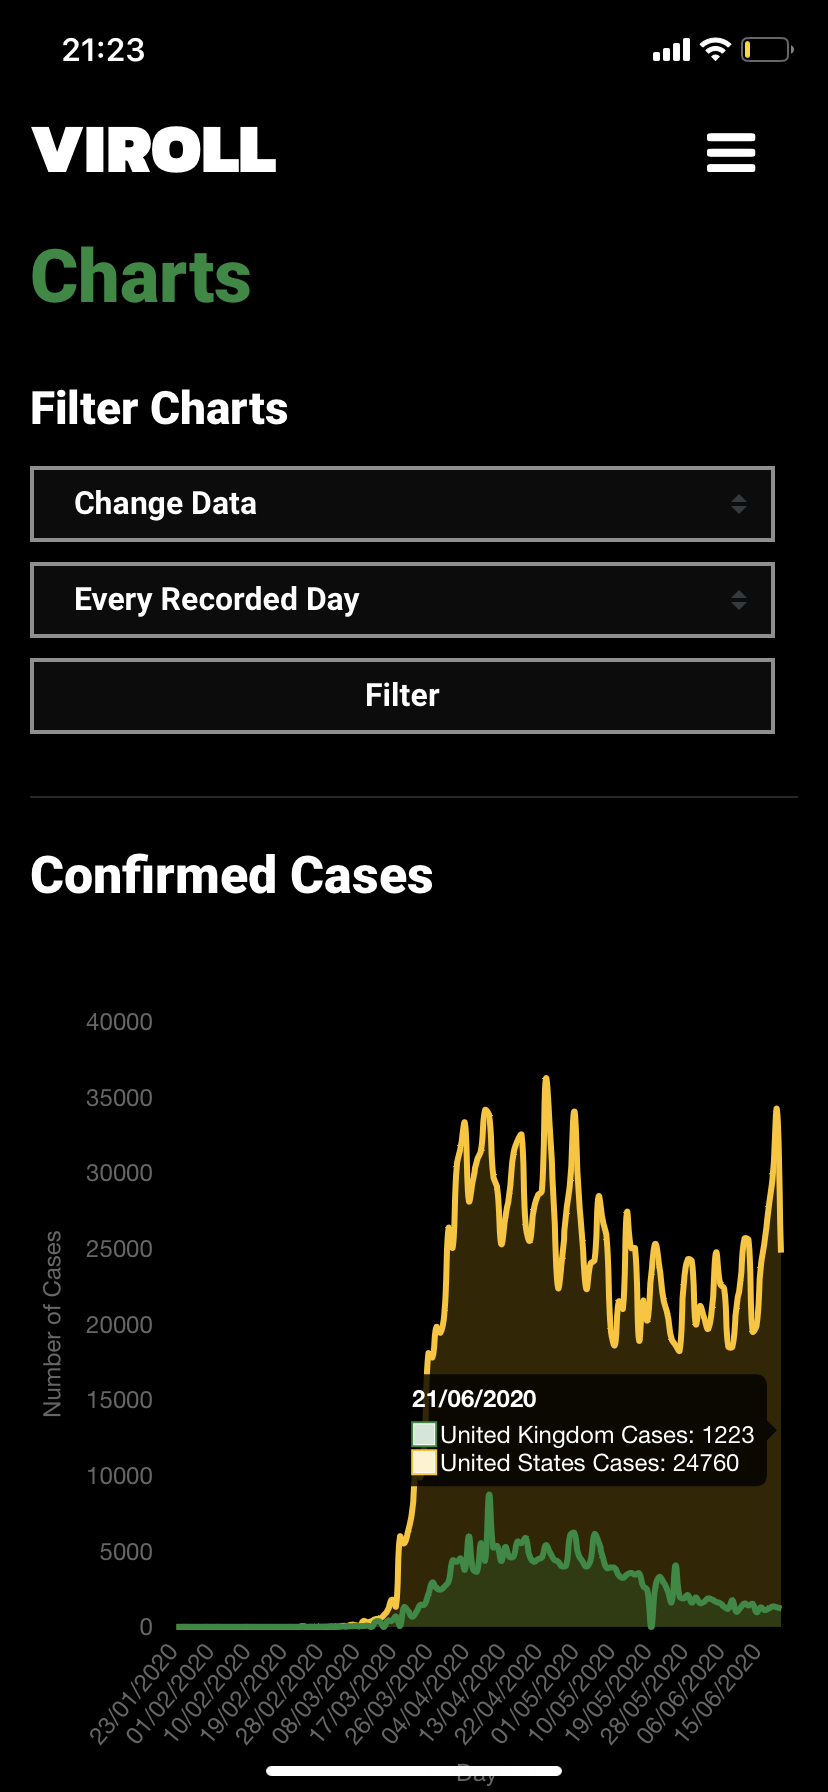 21:23
VIROLL
Charts
Filter Charts
Change Data
Every Recorded Day
Filter
Confirmed Cases
40000
35000
30000
25000
20000
15000
10000
5000
0
Number of Cases
21/06/2020
United Kingdom Cases: 1223
United States Cases: 24760
23/01/2020
01/02/2020
10/02/2020
19/02/2020
28/02/2020
08/03/2020
17/03/2020
26/03/2020
04/04/2020
13/04/2020
22/04/2020
01/05/2020
10/05/2020
19/05/2020
28/05/2020
06/06/2020
15/06/2020
Day